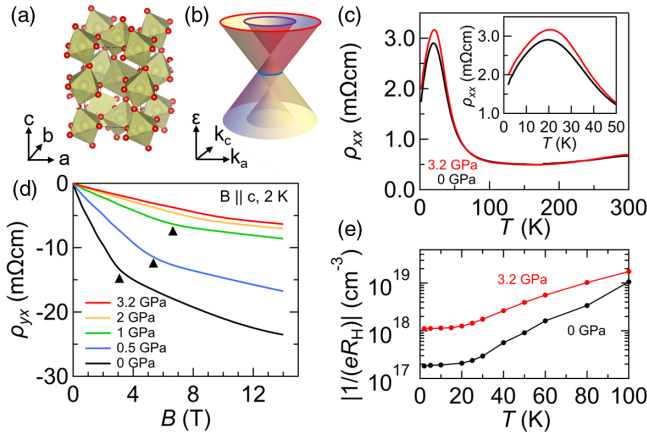 (a)
c
b
a
(b)
ε
k_c
k_a
(c)
ρ_xx (mΩcm)
3.0
2.0
1.0
0.5
0
100
200
300
T (K)
3.2 GPa
0 GPa
ρ_xx (mΩcm)
3.0
2.0
1.0
0
10
20
30
40
50
T (K)
(d)
B || c, 2 K
ρ_yx (mΩcm)
0
-10
-20
-30
3.2 GPa
2 GPa
1 GPa
0.5 GPa
0 GPa
0
4
8
12
16
B (T)
(e)
|1/(eR_H)| (cm^-3)
10^19
10^18
10^17
3.2 GPa
0 GPa
0
20
40
60
80
100
T (K)